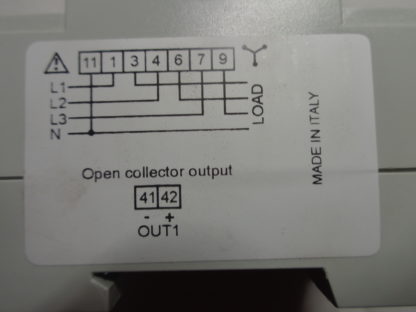 11 1 3 4 6 7 9
L1
L2
L3
N
LOAD
MADE IN ITALY
Open collector output
41 42
- +
OUT1